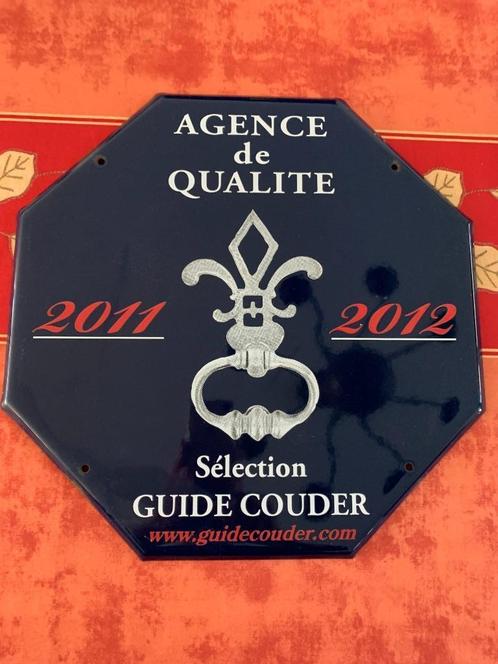 AGENCE
de
QUALITE
2011 2012
Sélection
GUIDE COUDER
www.guidecouder.com